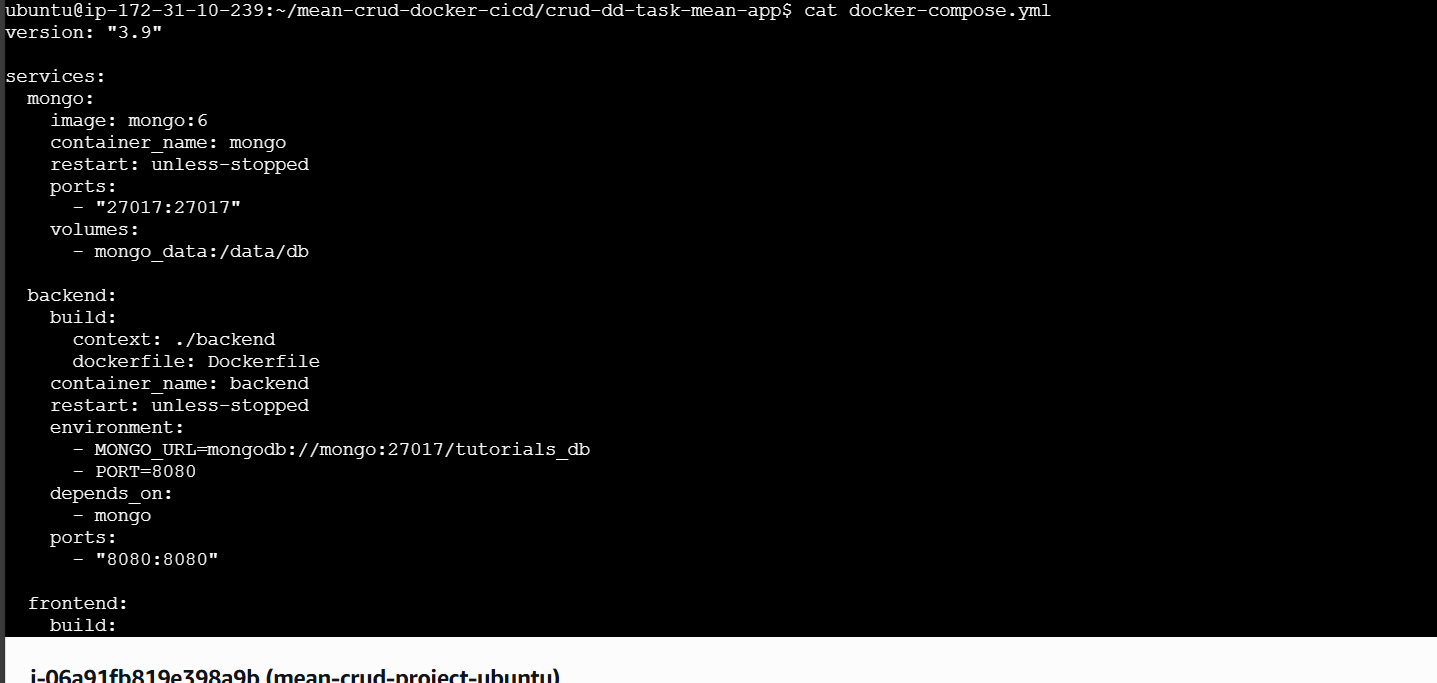 ubuntu@ip-172-31-10-239:~/mean-crud-docker-cicd/crud-dd-task-mean-app$ cat docker-compose.yml
version: "3.9"
services:
mongo:
image: mongo:6
container_name: mongo
restart: unless-stopped
ports:
- "27017:27017"
volumes:
- mongo_data:/data/db
backend:
build:
context: ./backend
dockerfile: Dockerfile
container_name: backend
restart: unless-stopped
environment:
- MONGO_URL=mongodb://mongo:27017/tutorials_db
- PORT=8080
depends_on:
- mongo
ports:
- "8080:8080"
frontend:
build:
i-06a91fb819e398a9b (mean-crud-project-ubuntu)